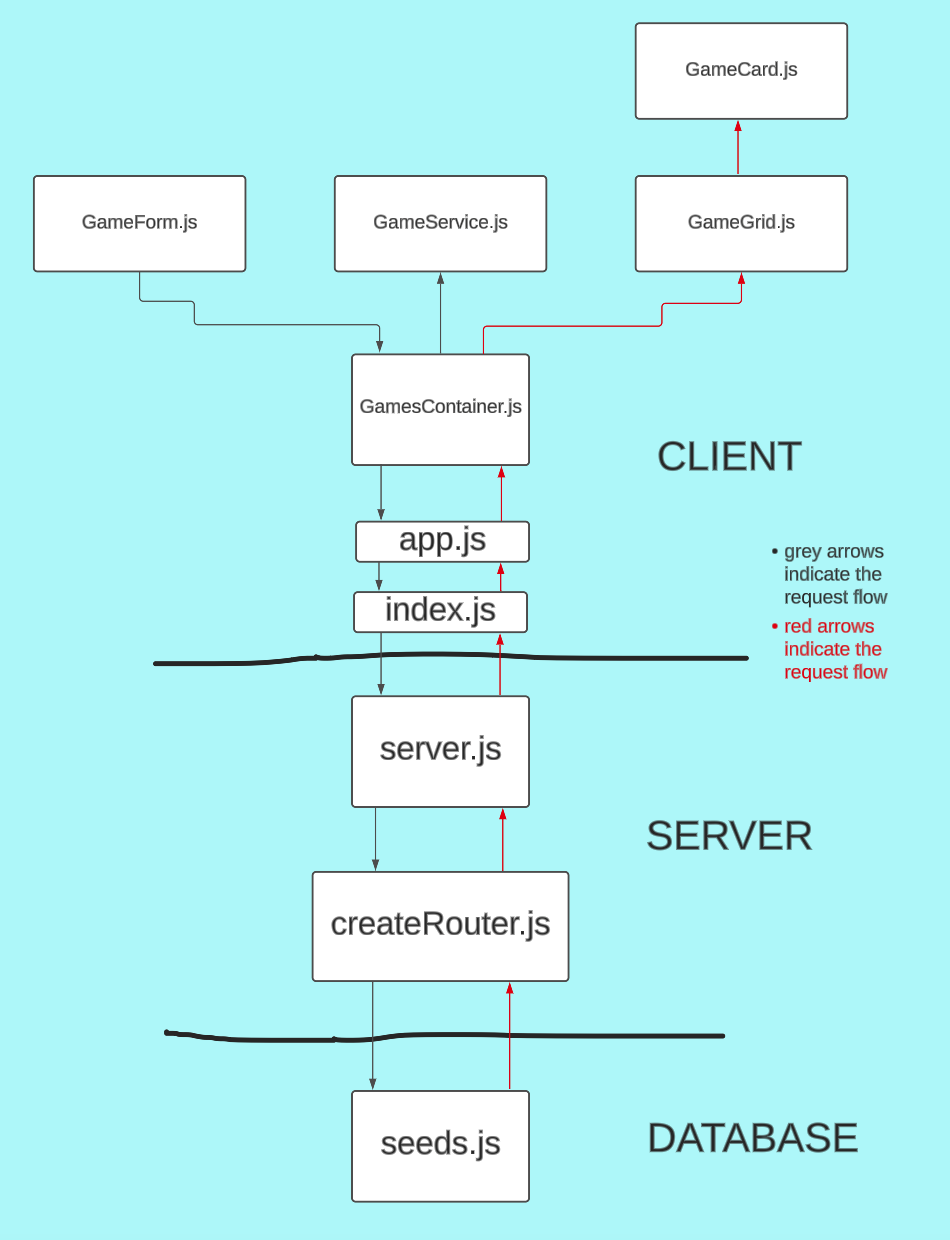 GameCard.js
GameForm.js
GameService.js
GameGrid.js
GamesContainer.js
CLIENT
app.js
index.js
• grey arrows
indicate the
request flow
• red arrows
indicate the
request flow
server.js
SERVER
createRouter.js
seeds.js
DATABASE